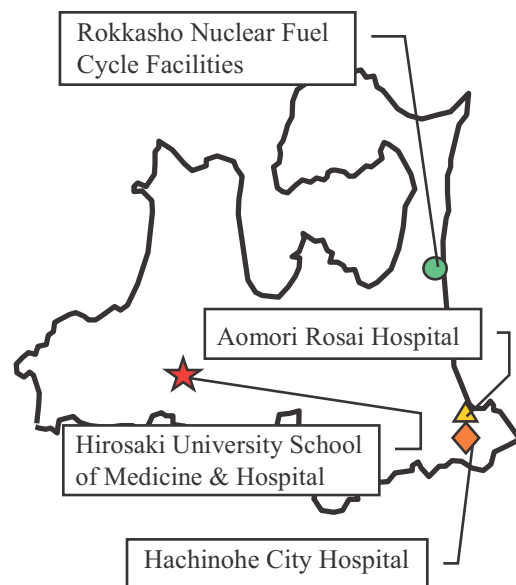 Rokkasho Nuclear Fuel
Cycle Facilities
Aomori Rosai Hospital
Hirosaki University School
of Medicine & Hospital
Hachinohe City Hospital